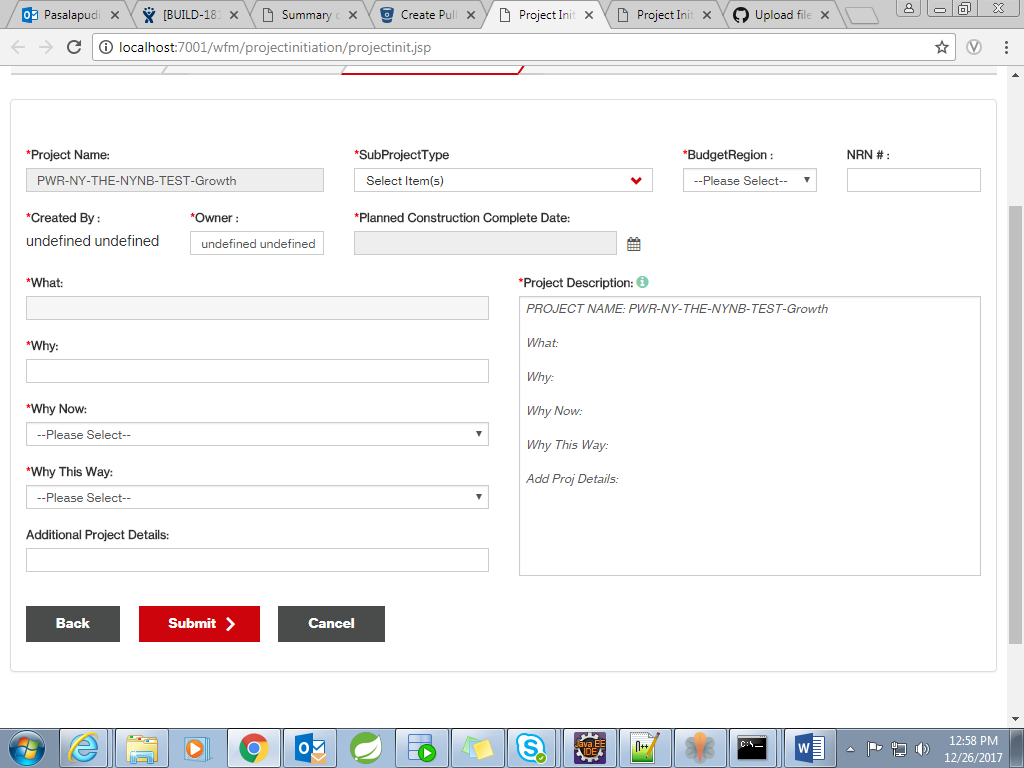 Pasalapudi
[BUILD-181
Summary o
Create Pull
Project Init
Project Init
Upload file
localhost:7001/wfm/projectinitiation/projectinit.jsp
*Project Name:
*SubProjectType
*BudgetRegion :
NRN # :
PWR-NY-THE-NYNB-TEST-Growth
Select Item(s)
--Please Select--
*Created By :
*Owner :
*Planned Construction Complete Date:
undefined undefined
undefined undefined
*What:
*Project Description:
PROJECT NAME: PWR-NY-THE-NYNB-TEST-Growth
What:
Why:
Why Now:
Why This Way:
Add Proj Details:
*Why:
*Why Now:
--Please Select--
*Why This Way:
--Please Select--
Additional Project Details:
Back
Submit
Cancel
Java EE
IDE
12:58 PM
12/26/2017